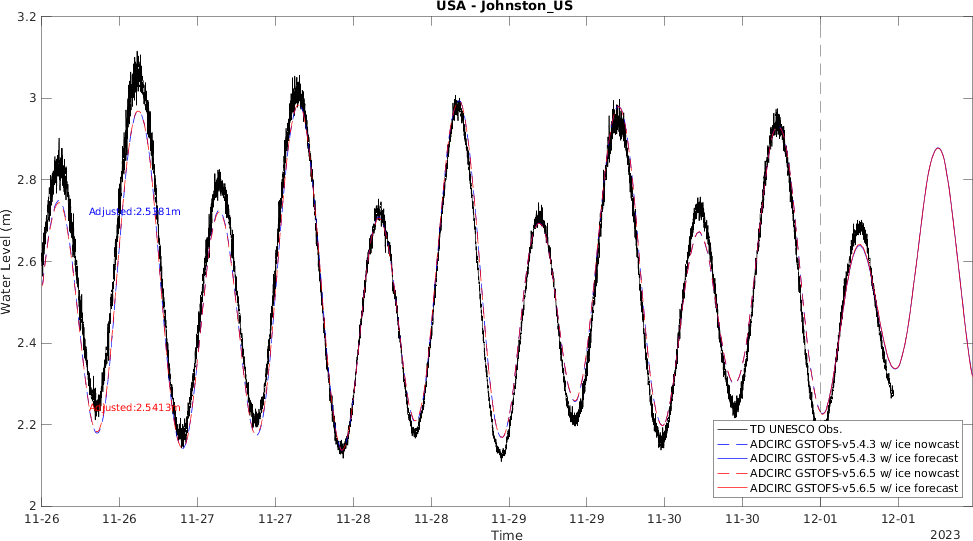 USA - Johnston_US
3.2
3
2.8
2.6
2.4
2.2
2
Water Level (m)
Adjusted:2.5181m
Adjusted:2.5413m
TD UNESCO Obs.
ADCIRC GSTOFS-v5.4.3 w/ ice nowcast
ADCIRC GSTOFS-v5.4.3 w/ ice forecast
ADCIRC GSTOFS-v5.6.5 w/ ice nowcast
ADCIRC GSTOFS-v5.6.5 w/ ice forecast
11-26 11-26 11-27 11-27 11-28 11-28 11-29 11-29 11-30 11-30 12-01 12-01
Time
2023